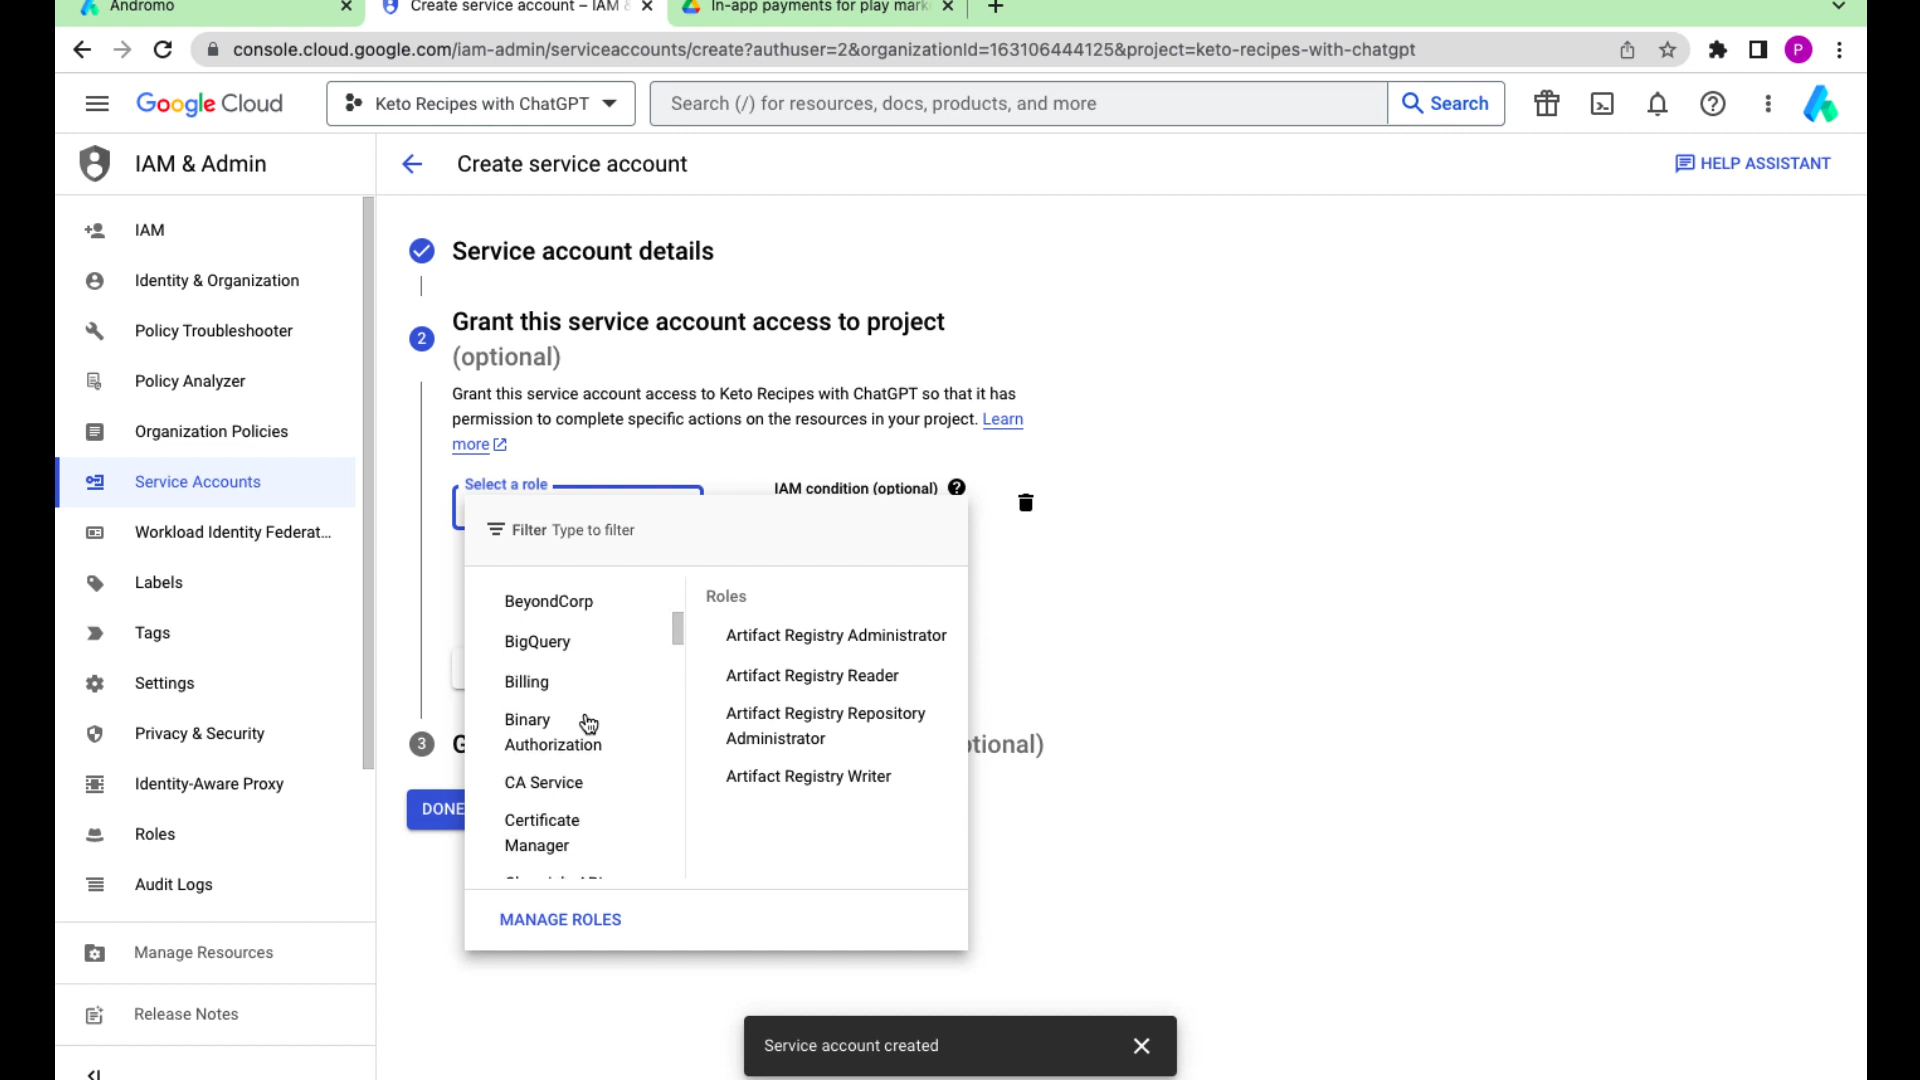 Andromo
Create service account – IAM &
In-app payments for play mark
console.cloud.google.com/iam-admin/serviceaccounts/create?authuser=2&organizationId=163106444125&project=keto-recipes-with-chatgpt
P
Google Cloud
Keto Recipes with ChatGPT
Search (/) for resources, docs, products, and more
Search
IAM & Admin
Create service account
HELP ASSISTANT
IAM
Identity & Organization
Policy Troubleshooter
Policy Analyzer
Organization Policies
Service Accounts
Workload Identity Federat...
Labels
Tags
Settings
Privacy & Security
Identity-Aware Proxy
Roles
Audit Logs
Manage Resources
Release Notes
Service account details
2
Grant this service account access to project
(optional)
Grant this service account access to Keto Recipes with ChatGPT so that it has
permission to complete specific actions on the resources in your project. Learn
more
Select a role
IAM condition (optional)
Filter Type to filter
BeyondCorp
BigQuery
Billing
Binary
Authorization
CA Service
Certificate
Manager
Roles
Artifact Registry Administrator
Artifact Registry Reader
Artifact Registry Repository
Administrator
Artifact Registry Writer
MANAGE ROLES
3
G
tional)
DONE
Service account created